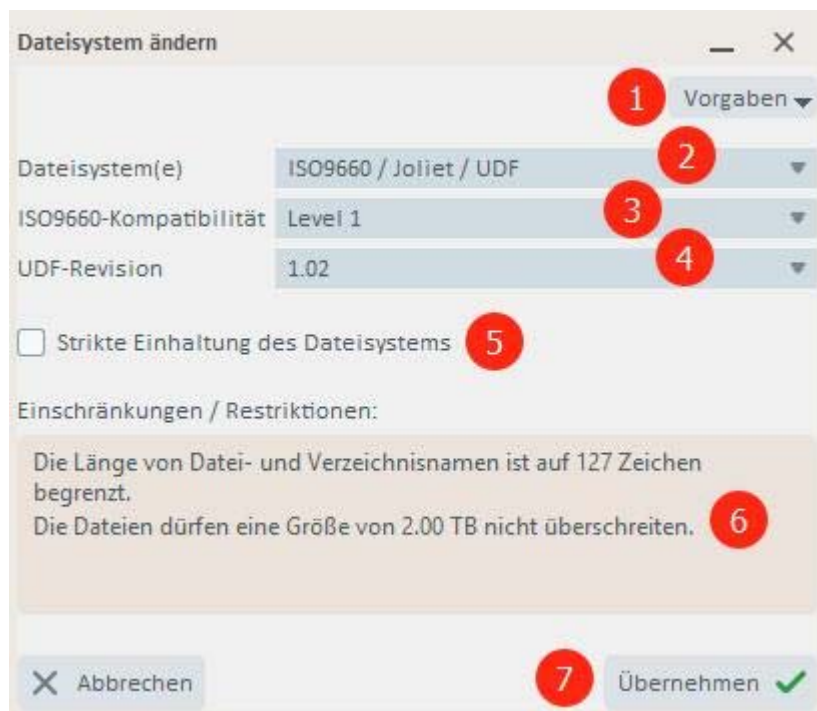 Dateisystem ändern
1 Vorgaben
Dateisystem(e) ISO9660 / Joliet / UDF 2
ISO9660-Kompatibilität Level 1 3
UDF-Revision 1.02 4
Strikte Einhaltung des Dateisystems 5
Einschränkungen / Restriktionen:
Die Länge von Datei- und Verzeichnisnamen ist auf 127 Zeichen
begrenzt.
Die Dateien dürfen eine Größe von 2.00 TB nicht überschreiten. 6
Abbrechen 7 Übernehmen